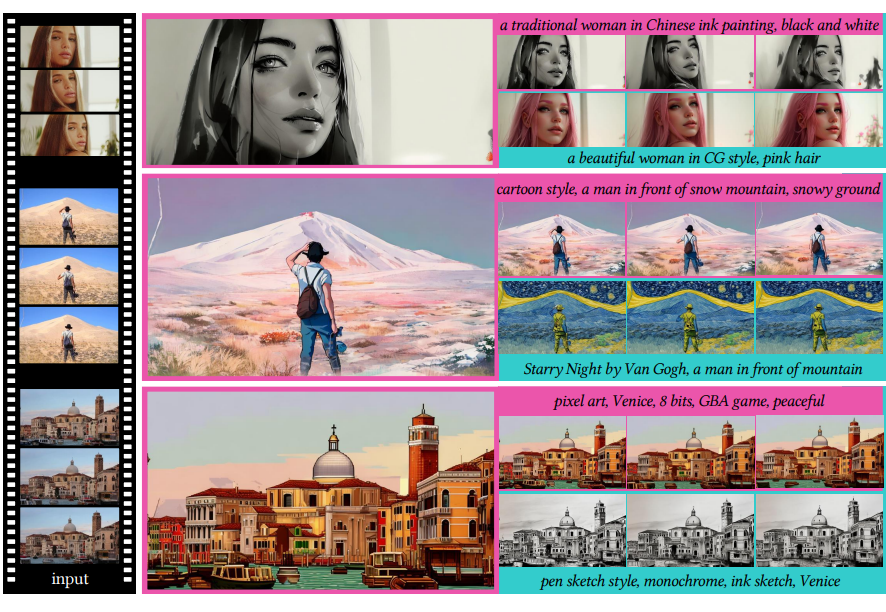 a traditional woman in Chinese ink painting, black and white
a beautiful woman in CG style, pink hair
cartoon style, a man in front of snow mountain, snowy ground
Starry Night by Van Gogh, a man in front of mountain
pixel art, Venice, 8 bits, GBA game, peaceful
pen sketch style, monochrome, ink sketch, Venice
input